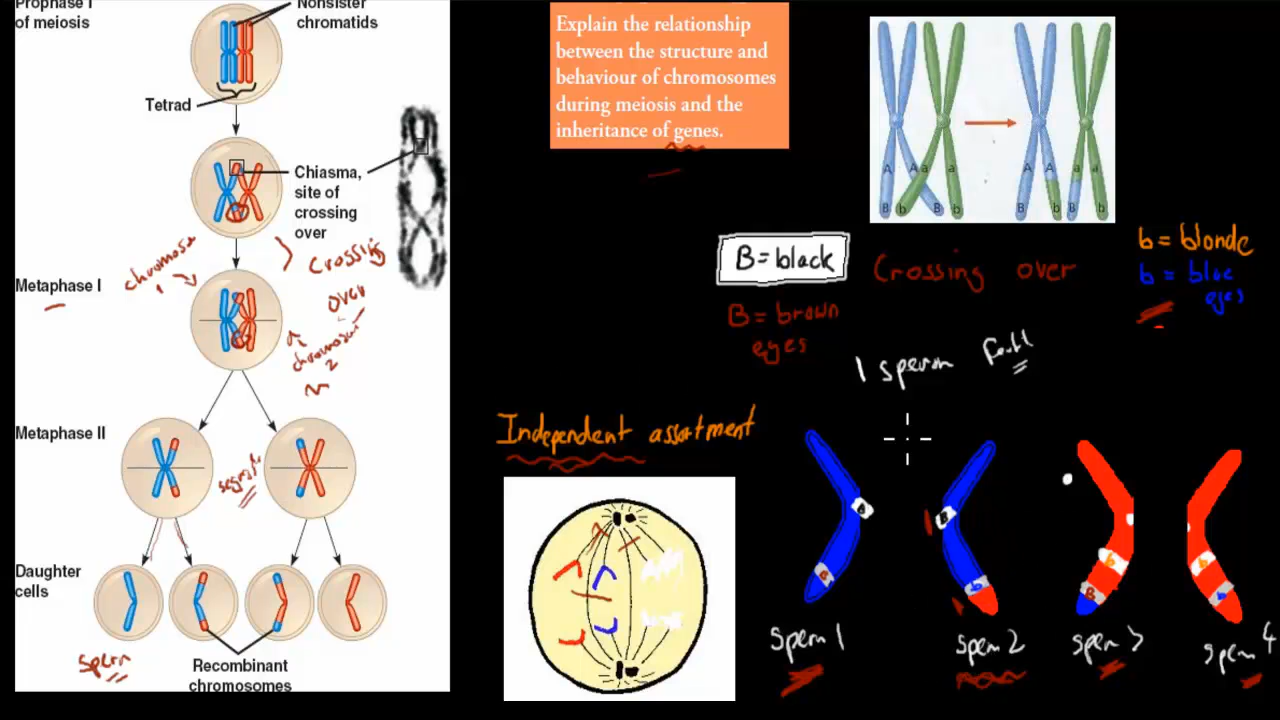 Prophase I
of meiosis
Nonsister
chromatids
Tetrad
Chiasma,
site of
crossing
over
Crossing
over
chromosome
1
Metaphase I
chromosome
2
Metaphase II
Daughter
cells
Sperm
Recombinant
chromosomes
Explain the relationship
between the structure and
behaviour of chromosomes
during meiosis and the
inheritance of genes.
A A a a
B b B b
A A a a
B b B b
B = black
B = brown
eyes
Crossing over
b = blonde
b = blue
eyes
1 sperm
Independent assortment
B
b
b
B
b
b
Sperm 1
Sperm 2
Sperm 3
Sperm 4